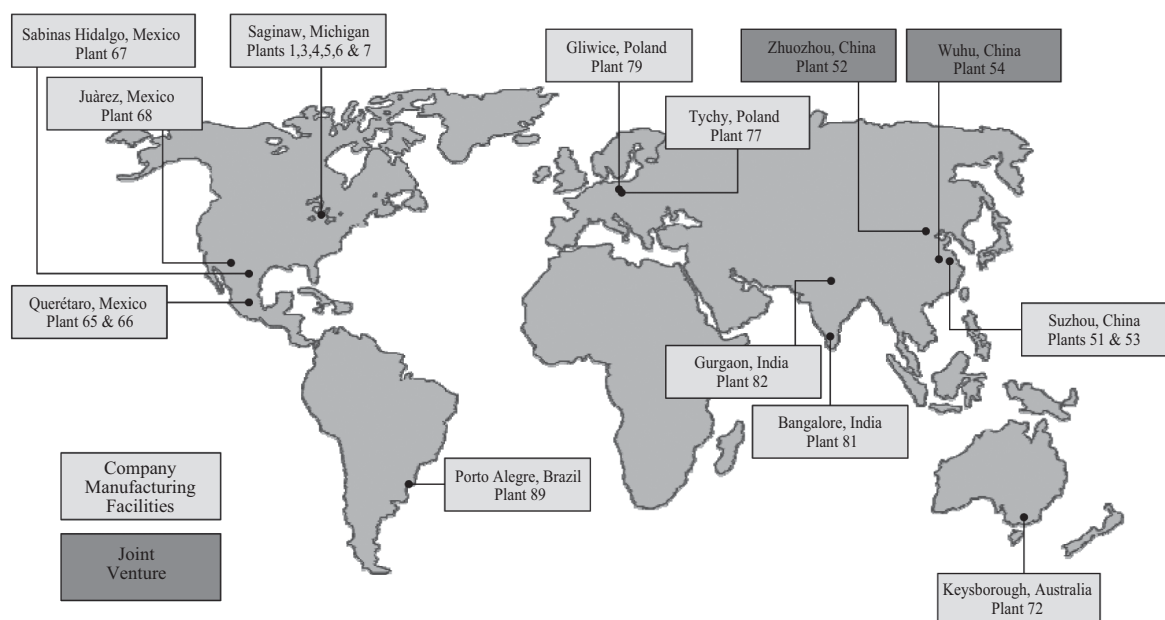 Sabinas Hidalgo, Mexico
Plant 67
Saginaw, Michigan
Plants 1,3,4,5,6 & 7
Gliwice, Poland
Plant 79
Zhuozhou, China
Plant 52
Wuhu, China
Plant 54
Juàrez, Mexico
Plant 68
Tychy, Poland
Plant 77
Querétaro, Mexico
Plant 65 & 66
Suzhou, China
Plants 51 & 53
Gurgaon, India
Plant 82
Bangalore, India
Plant 81
Company
Manufacturing
Facilities
Porto Alegre, Brazil
Plant 89
Joint
Venture
Keysborough, Australia
Plant 72